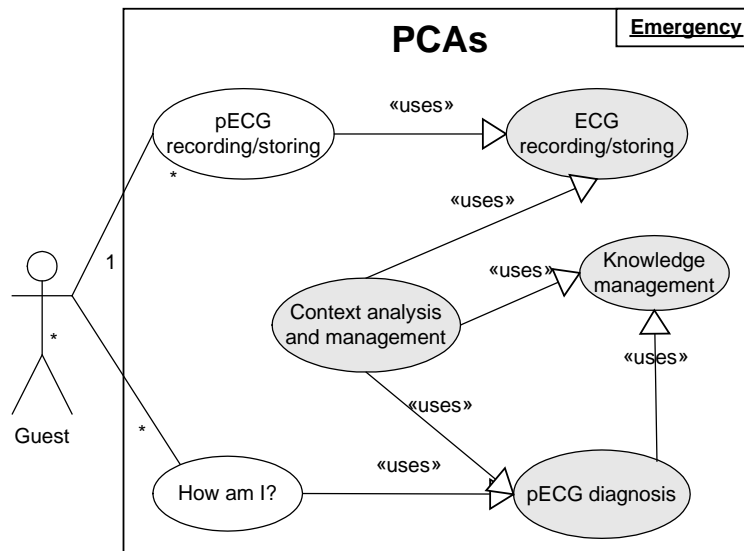 PCAs
Emergency
pECG
recording/storing
«uses»
ECG
recording/storing
*
«uses»
1
Knowledge
management
«uses»
Context analysis
and management
*
«uses»
«uses»
Guest
*
«uses»
How am I?
pECG diagnosis